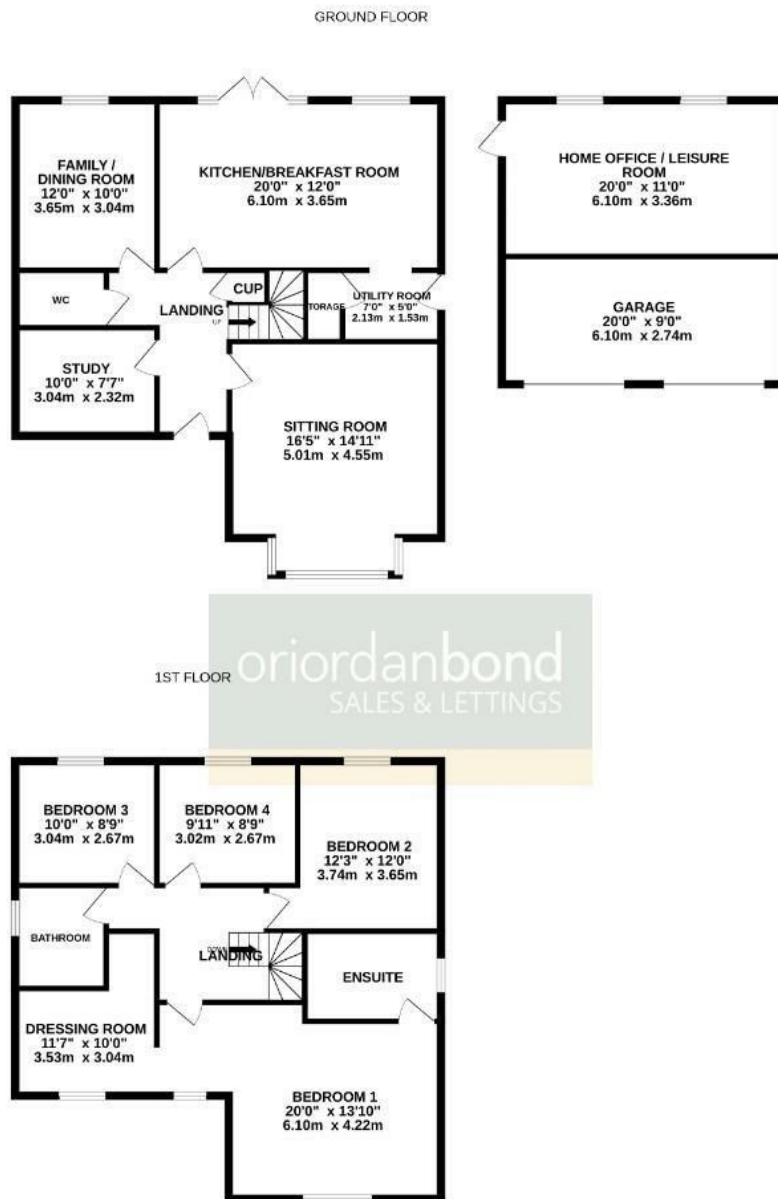 GROUND FLOOR
FAMILY /
DINING ROOM
12'0" x 10'0"
3.65m x 3.04m
KITCHEN/BREAKFAST ROOM
20'0" x 12'0"
6.10m x 3.65m
HOME OFFICE / LEISURE
ROOM
20'0" x 11'0"
6.10m x 3.36m
WC
CUP
LANDING
UP
TORAGE
UTILITY ROOM
7'0" x 5'0"
2.13m x 1.53m
GARAGE
20'0" x 9'0"
6.10m x 2.74m
STUDY
10'0" x 7'7"
3.04m x 2.32m
SITTING ROOM
16'5" x 14'11"
5.01m x 4.55m
oriordanbond
SALES & LETTINGS
1ST FLOOR
BEDROOM 3
10'0" x 8'9"
3.04m x 2.67m
BEDROOM 4
9'11" x 8'9"
3.02m x 2.67m
BEDROOM 2
12'3" x 12'0"
3.74m x 3.65m
BATHROOM
DOWN
LANDING
ENSUITE
DRESSING ROOM
11'7" x 10'0"
3.53m x 3.04m
BEDROOM 1
20'0" x 13'10"
6.10m x 4.22m